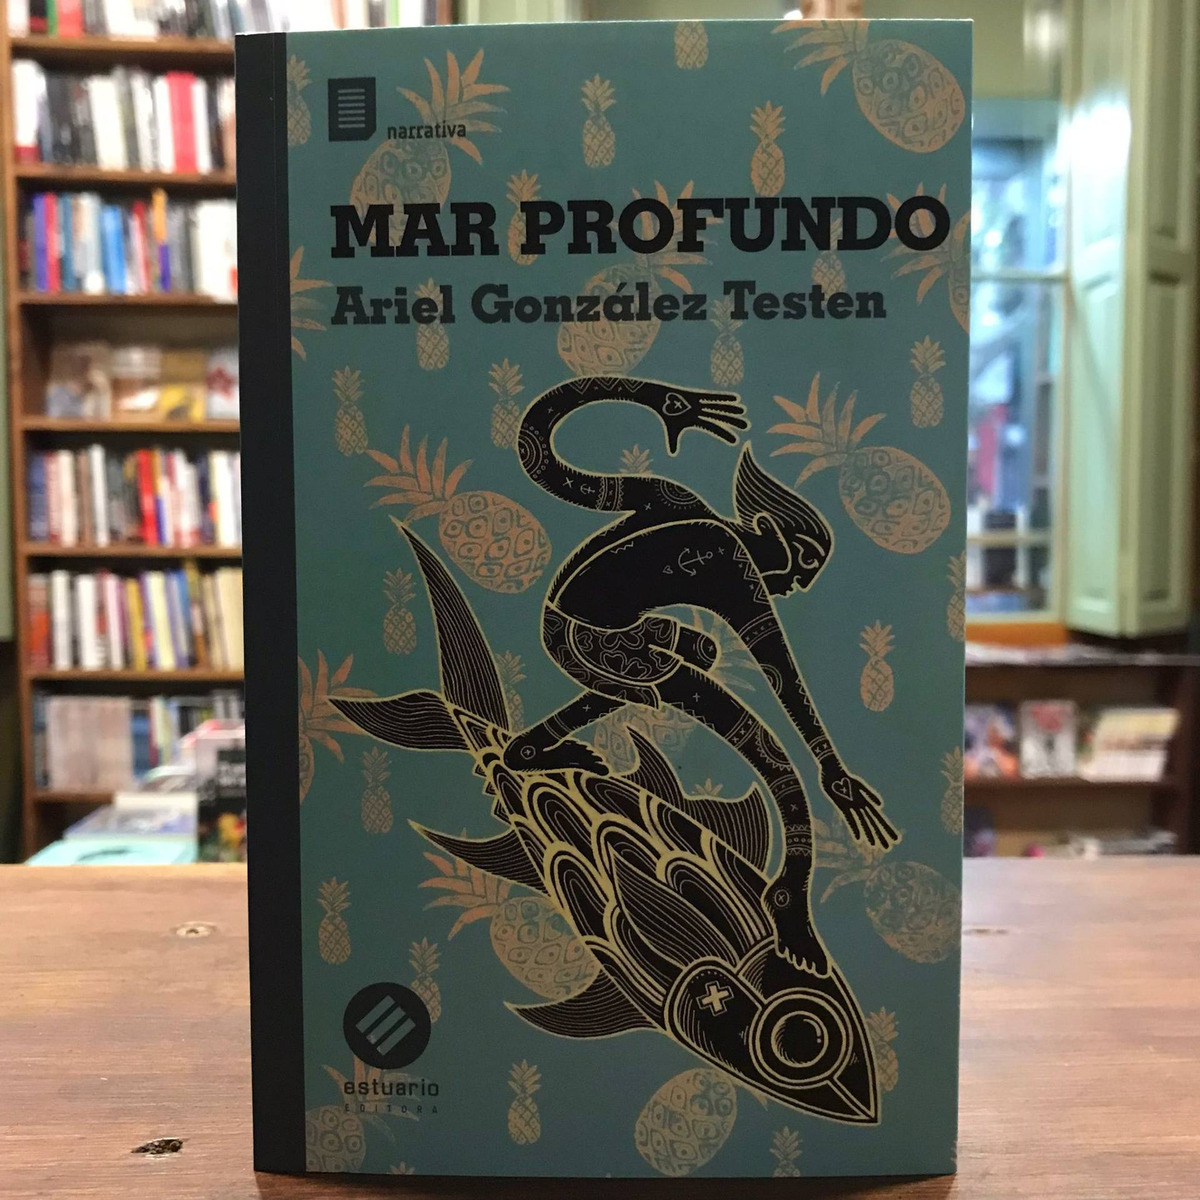 narrativa
MAR PROFUNDO
Ariel González Testen
estuario
EDITORA